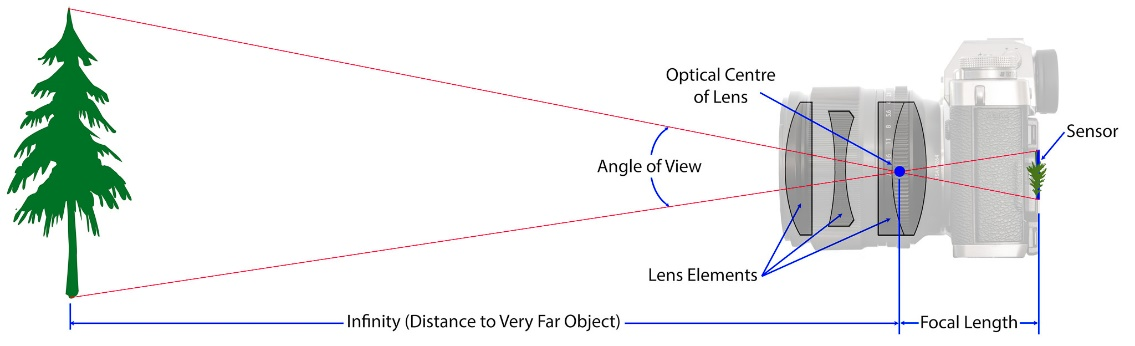 Optical Centre
of Lens
Sensor
Angle of View
Lens Elements
Infinity (Distance to Very Far Object)
Focal Length